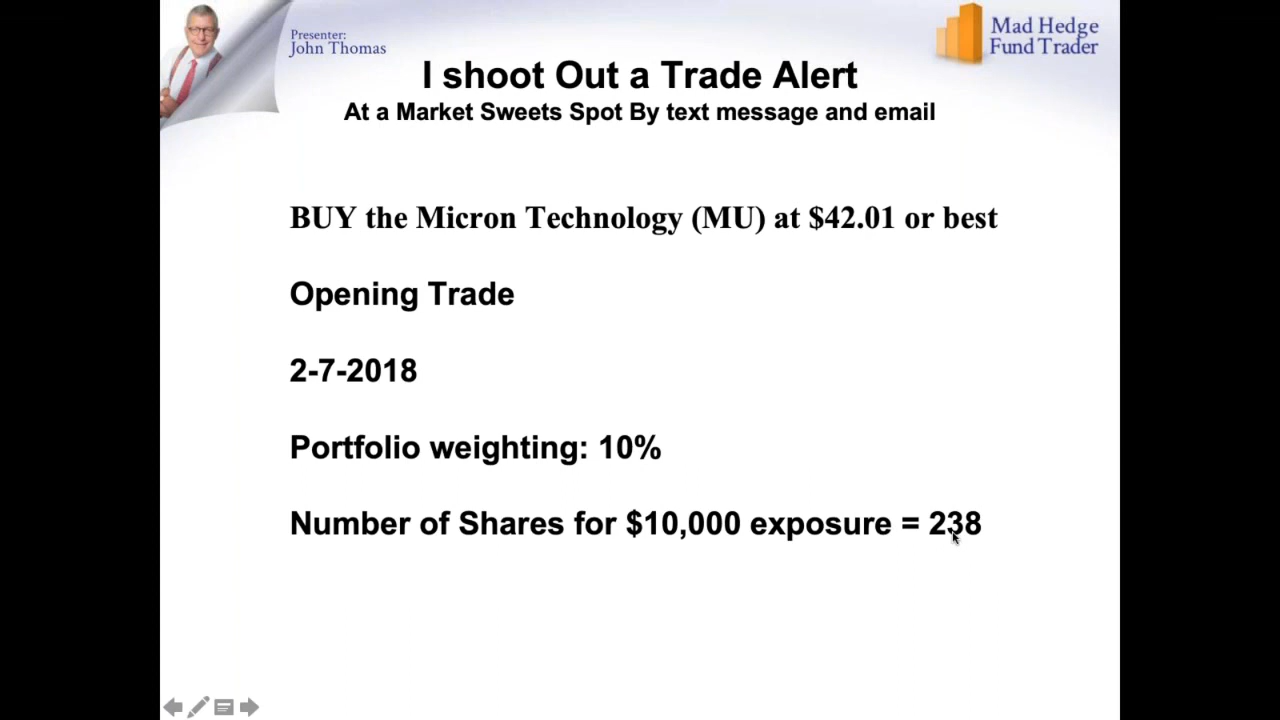 Presenter:
John Thomas
Mad Hedge
Fund Trader
I shoot Out a Trade Alert
At a Market Sweets Spot By text message and email
BUY the Micron Technology (MU) at $42.01 or best
Opening Trade
2-7-2018
Portfolio weighting: 10%
Number of Shares for $10,000 exposure = 238